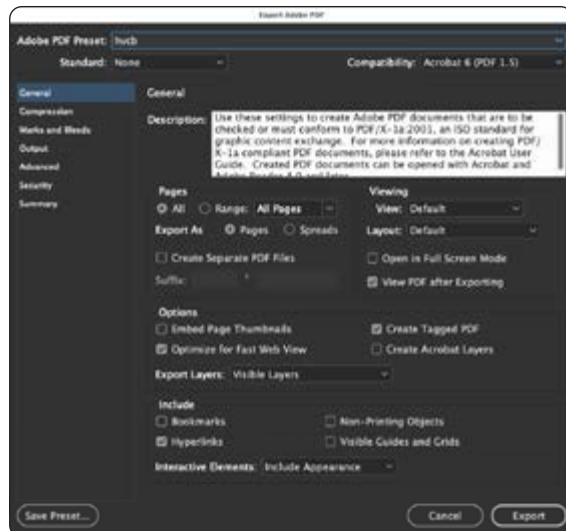 Export Adobe PDF
Adobe PDF Preset: hucb
Standard: None
Compatibility: Acrobat 6 (PDF 1.5)
General
Compression
Marks and Bleeds
Output
Advanced
Security
Summary
General
Description: Use these settings to create Adobe PDF documents that are to be
checked or must conform to PDF/X-1a:2001, an ISO standard for
graphic content exchange. For more information on creating PDF/
X-1a compliant PDF documents, please refer to the Acrobat User
Guide. Created PDF documents can be opened with Acrobat and
Adobe Reader 4.0 and later.
Pages
All Range: All Pages
Export As Pages Spreads
Create Separate PDF Files
Suffix:
Viewing
View: Default
Layout: Default
Open in Full Screen Mode
View PDF after Exporting
Options
Embed Page Thumbnails
Create Tagged PDF
Optimize for Fast Web View
Create Acrobat Layers
Export Layers: Visible Layers
Include
Bookmarks
Non-Printing Objects
Hyperlinks
Visible Guides and Grids
Interactive Elements: Include Appearance
Save Preset...
Cancel
Export